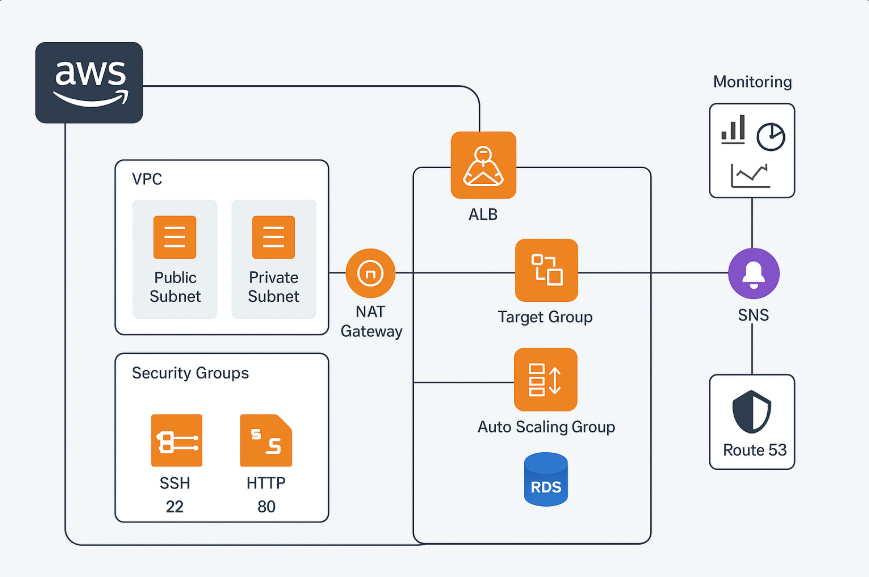 aws
Monitoring
VPC
ALB
Public
Subnet
Private
Subnet
NAT
Gateway
Target Group
SNS
Security Groups
Auto Scaling Group
S S
SSH
22
HTTP
80
RDS
Route 53